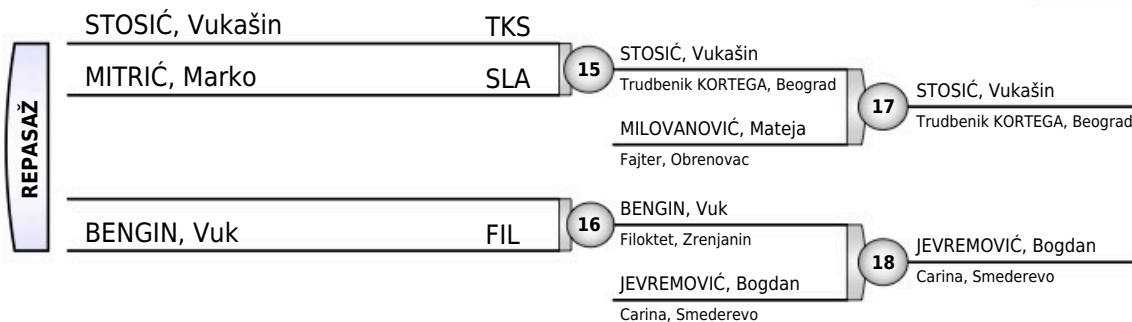 STOSIĆ, Vukašin TKS
MITRIĆ, Marko SLA
15
STOSIĆ, Vukašin
Trudbenik KORTEGA, Beograd
MILOVANOVIĆ, Mateja
Fajter, Obrenovac
17
STOSIĆ, Vukašin
Trudbenik KORTEGA, Beograd
REPASAŽ
BENGIN, Vuk FIL
16
BENGIN, Vuk
Filoktet, Zrenjanin
JEVREMOVIĆ, Bogdan
Carina, Smederevo
18
JEVREMOVIĆ, Bogdan
Carina, Smederevo